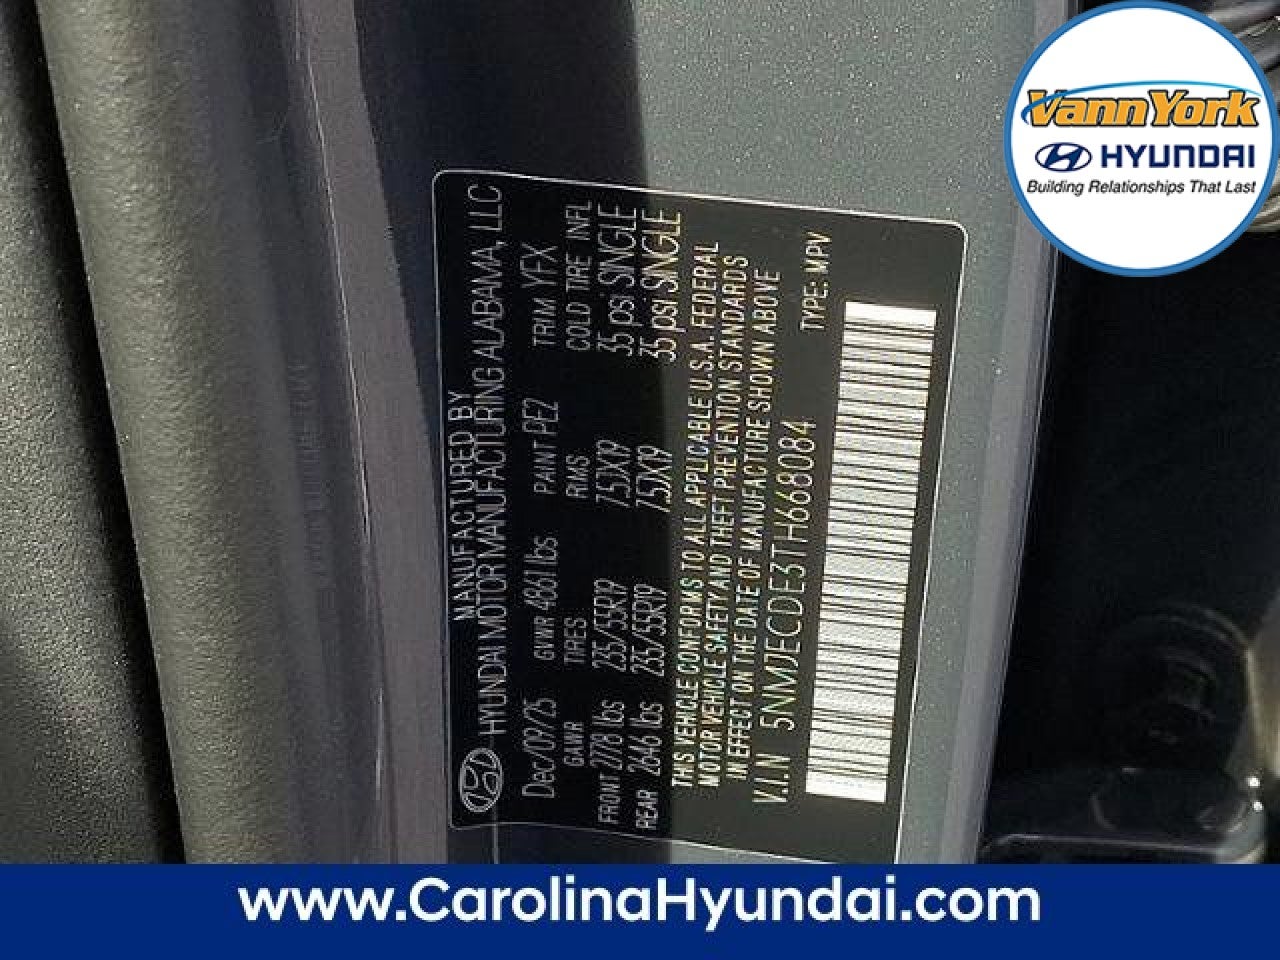 VannYork
HYUNDAI
Building Relationships That Last
MANUFACTURED BY
HYUNDAI MOTOR MANUFACTURING ALABAMA, LLC
Dec/09/25 GVWR 4861 lbs PAINT PE2 TRIM YFX
GAWR TIRES RIMS COLD TIRE INFL
FRONT 2778 lbs 235/55R19 7.5JX19 35 psi SINGLE
REAR 2646 lbs 235/55R19 7.5JX19 35 psi SINGLE
THIS VEHICLE CONFORMS TO ALL APPLICABLE U.S.A. FEDERAL
MOTOR VEHICLE SAFETY AND THEFT PREVENTION STANDARDS
IN EFFECT ON THE DATE OF MANUFACTURE SHOWN ABOVE
V.I.N 5NMJECDE3TH668084 TYPE: MPV
www.CarolinaHyundai.com